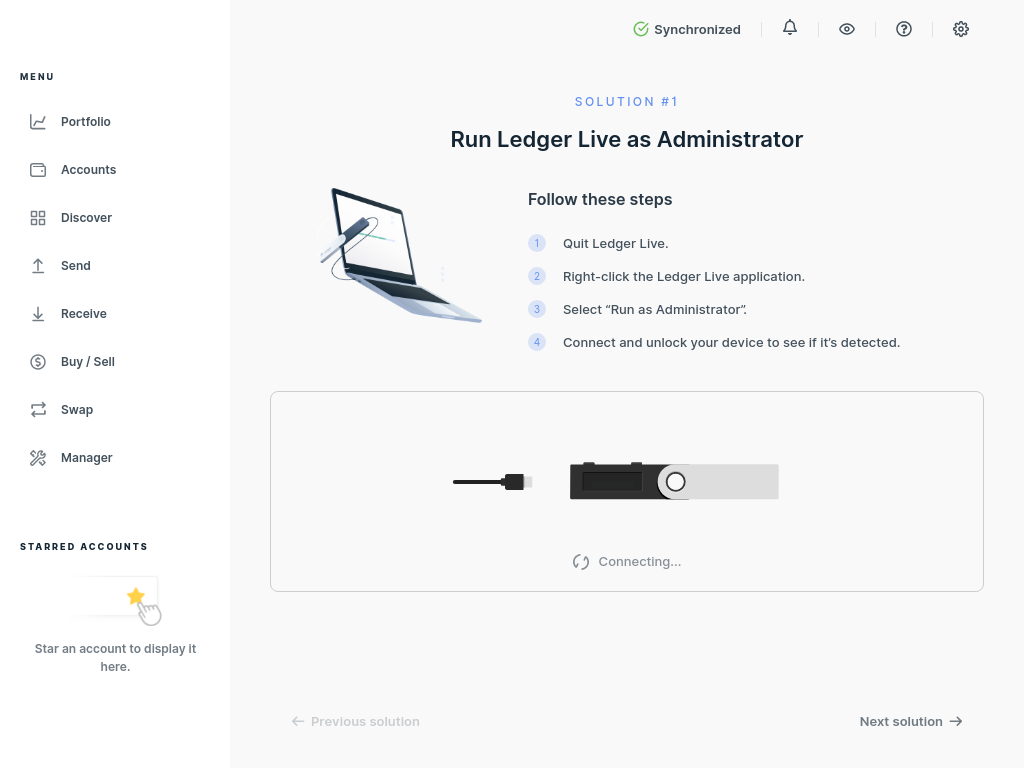 Synchronized
MENU
Portfolio
Accounts
Discover
Send
Receive
Buy / Sell
Swap
Manager
STARRED ACCOUNTS
Star an account to display it
here.
SOLUTION #1
Run Ledger Live as Administrator
Follow these steps
1 Quit Ledger Live.
2 Right-click the Ledger Live application.
3 Select “Run as Administrator”.
4 Connect and unlock your device to see if it’s detected.
Connecting...
Previous solution
Next solution